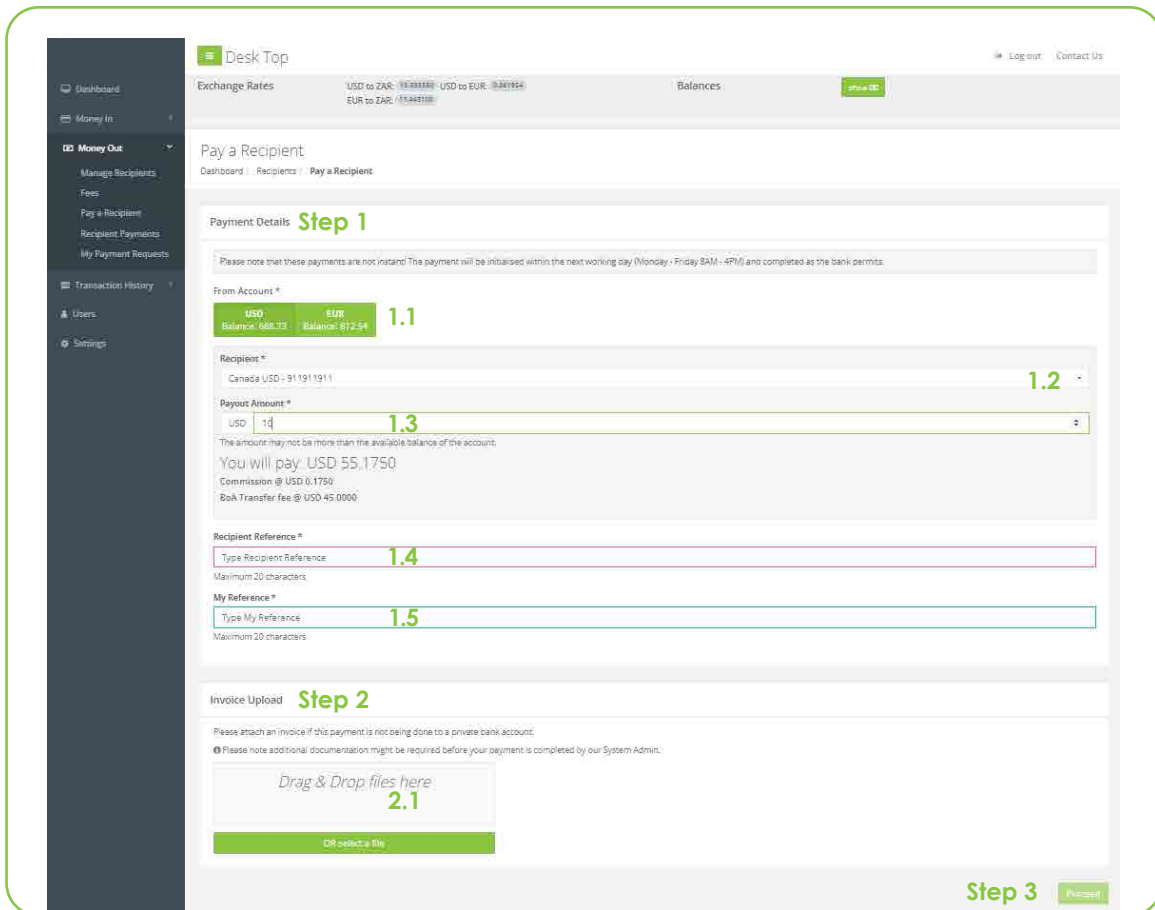 Desk Top
Log out Contact Us
Exchange Rates
USD to ZAR: USD to EUR:
EUR to ZAR:
Balances
Dashboard
Money In
Money Out
Manage Recipients
Fees
Pay a Recipient
Recipient Payments
My Payment Requests
Transaction History
Users
Settings
Pay a Recipient
Dashboard / Recipients / Pay a Recipient
Payment Details Step 1
Please note that these payments are not instant! The payment will be initialised within the next working day (Monday - Friday 8AM - 4PM) and completed as the bank permits.
From Account *
USD EUR 1.1
Balance: 688.73 Balance: 812.54
Recipient *
Canada USD - 911911911 1.2
Payout Amount *
USD 10 1.3
The amount may not be more than the available balance of the account.
You will pay: USD 55.1750
Commission @ USD 0.1750
BoA Transfer fee @ USD 45.0000
Recipient Reference *
Type Recipient Reference 1.4
Maximum 20 characters
My Reference *
Type My Reference 1.5
Maximum 20 characters
Invoice Upload Step 2
Please attach an invoice if this payment is not being done to a private bank account.
Please note additional documentation might be required before your payment is completed by our System Admin.
Drag & Drop files here
2.1
OR select a file
Step 3 Proceed